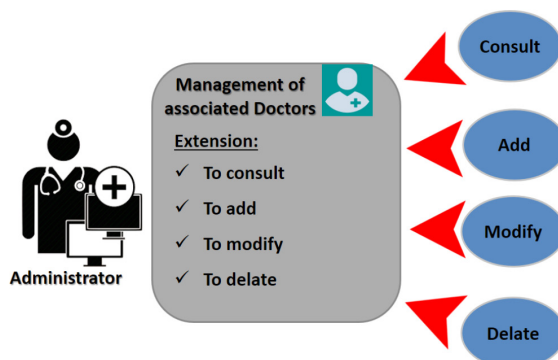 Management of
associated Doctors
Extension:
✓ To consult
✓ To add
✓ To modify
✓ To delate
Administrator
Consult
Add
Modify
Delate